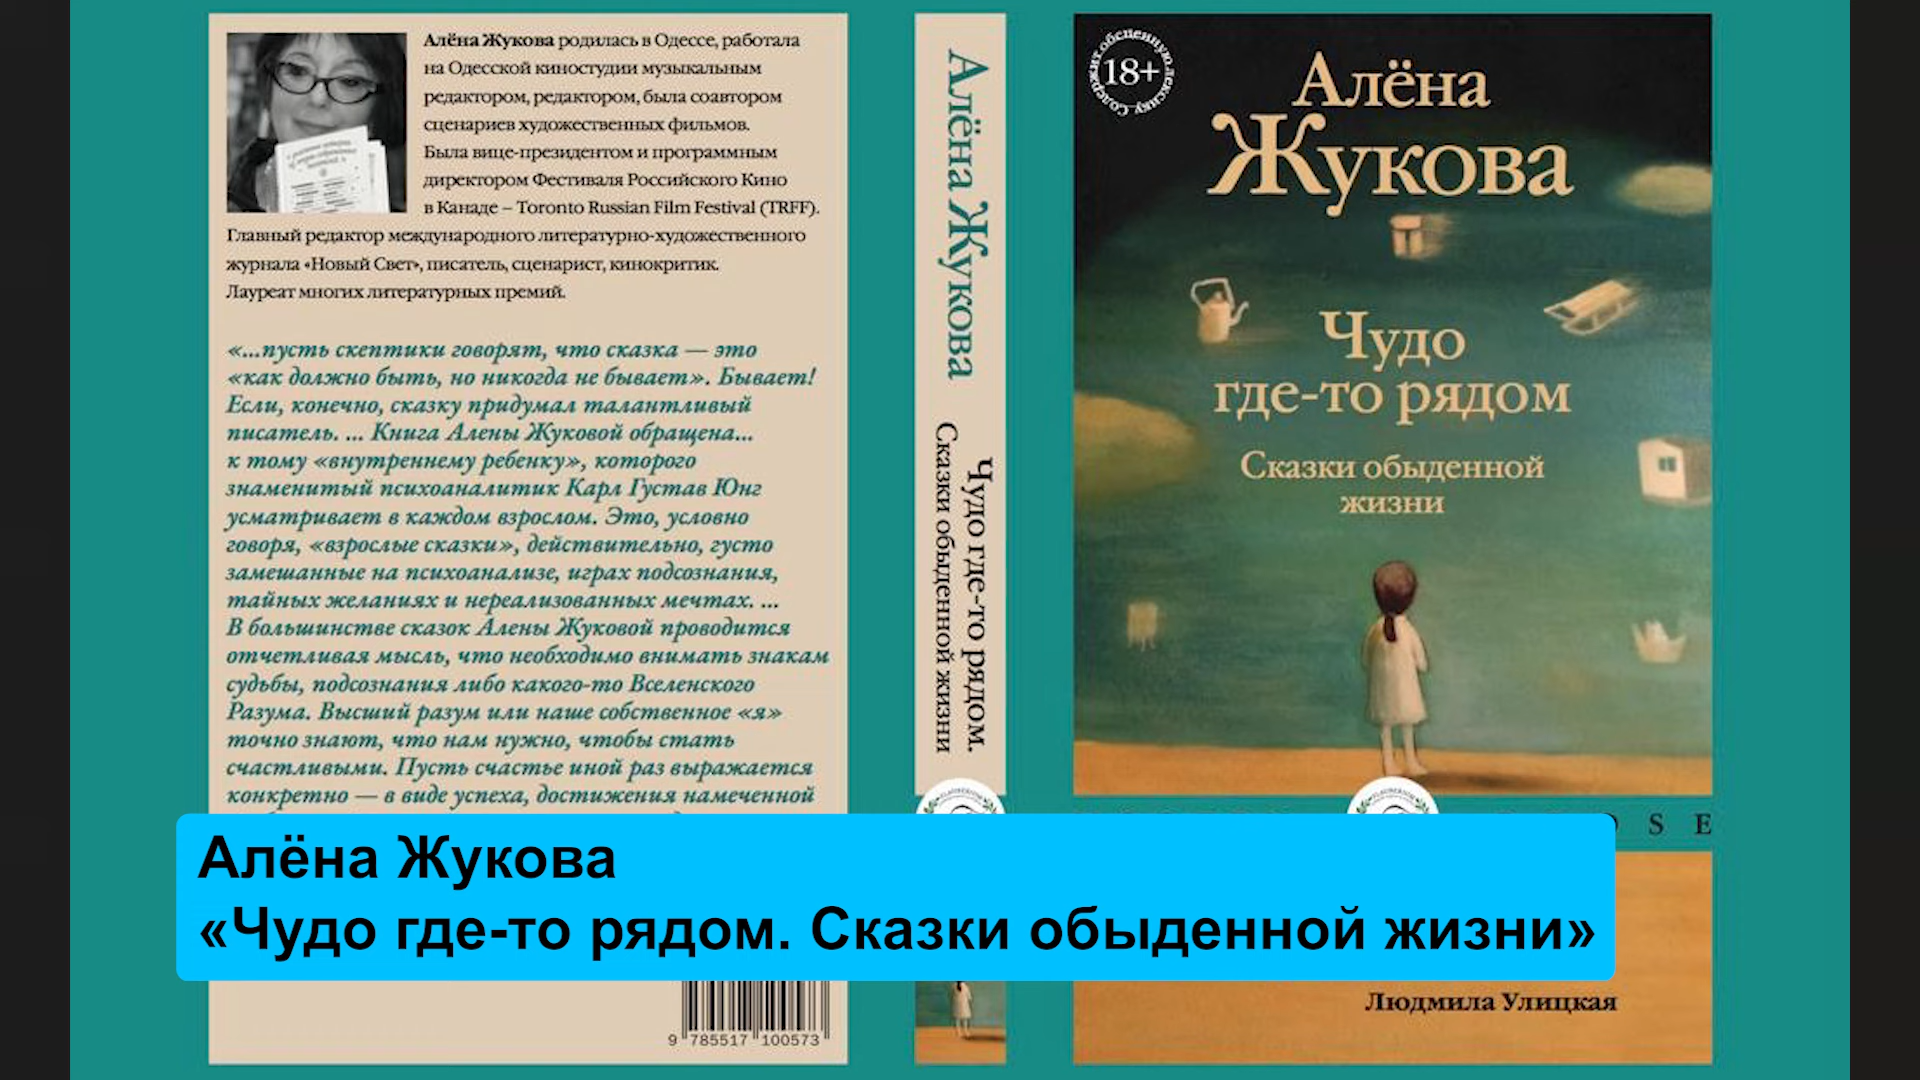 Алёна Жукова родилась в Одессе, работала
на Одесской киностудии музыкальным
редактором, редактором, была соавтором
сценариев художественных фильмов.
Была вице-президентом и программным
директором Фестиваля Российского Кино
в Канаде – Toronto Russian Film Festival (TRFF).
Главный редактор международного литературно-художественного
журнала «Новый Свет», писатель, сценарист, кинокритик.
Лауреат многих литературных премий.
«...пусть скептики говорят, что сказка — это
«как должно быть, но никогда не бывает». Бывает!
Если, конечно, сказку придумал талантливый
писатель. ... Книга Алены Жуковой обращена...
к тому «внутреннему ребенку», которого
знаменитый психоаналитик Карл Густав Юнг
усматривает в каждом взрослом. Это, условно
говоря, «взрослые сказки», действительно, густо
замешанные на психоанализе, играх подсознания,
тайных желаниях и нереализованных мечтах. ...
В большинстве сказок Алены Жуковой проводится
отчетливая мысль, что необходимо внимать знакам
судьбы, подсознания либо какого-то Вселенского
Разума. Высший разум или наше собственное «я»
точно знают, что нам нужно, чтобы стать
счастливыми. Пусть счастье иной раз выражается
конкретно — в виде успеха, достижения намеченной
9 785517 100573
Алёна Жукова
Чудо где-то рядом.
Сказки обыденной жизни
Содержит обсценную лексику
18+
Алёна
Жукова
Чудо
где-то рядом
Сказки обыденной
жизни
S E
Людмила Улицкая
Алёна Жукова
«Чудо где-то рядом. Сказки обыденной жизни»